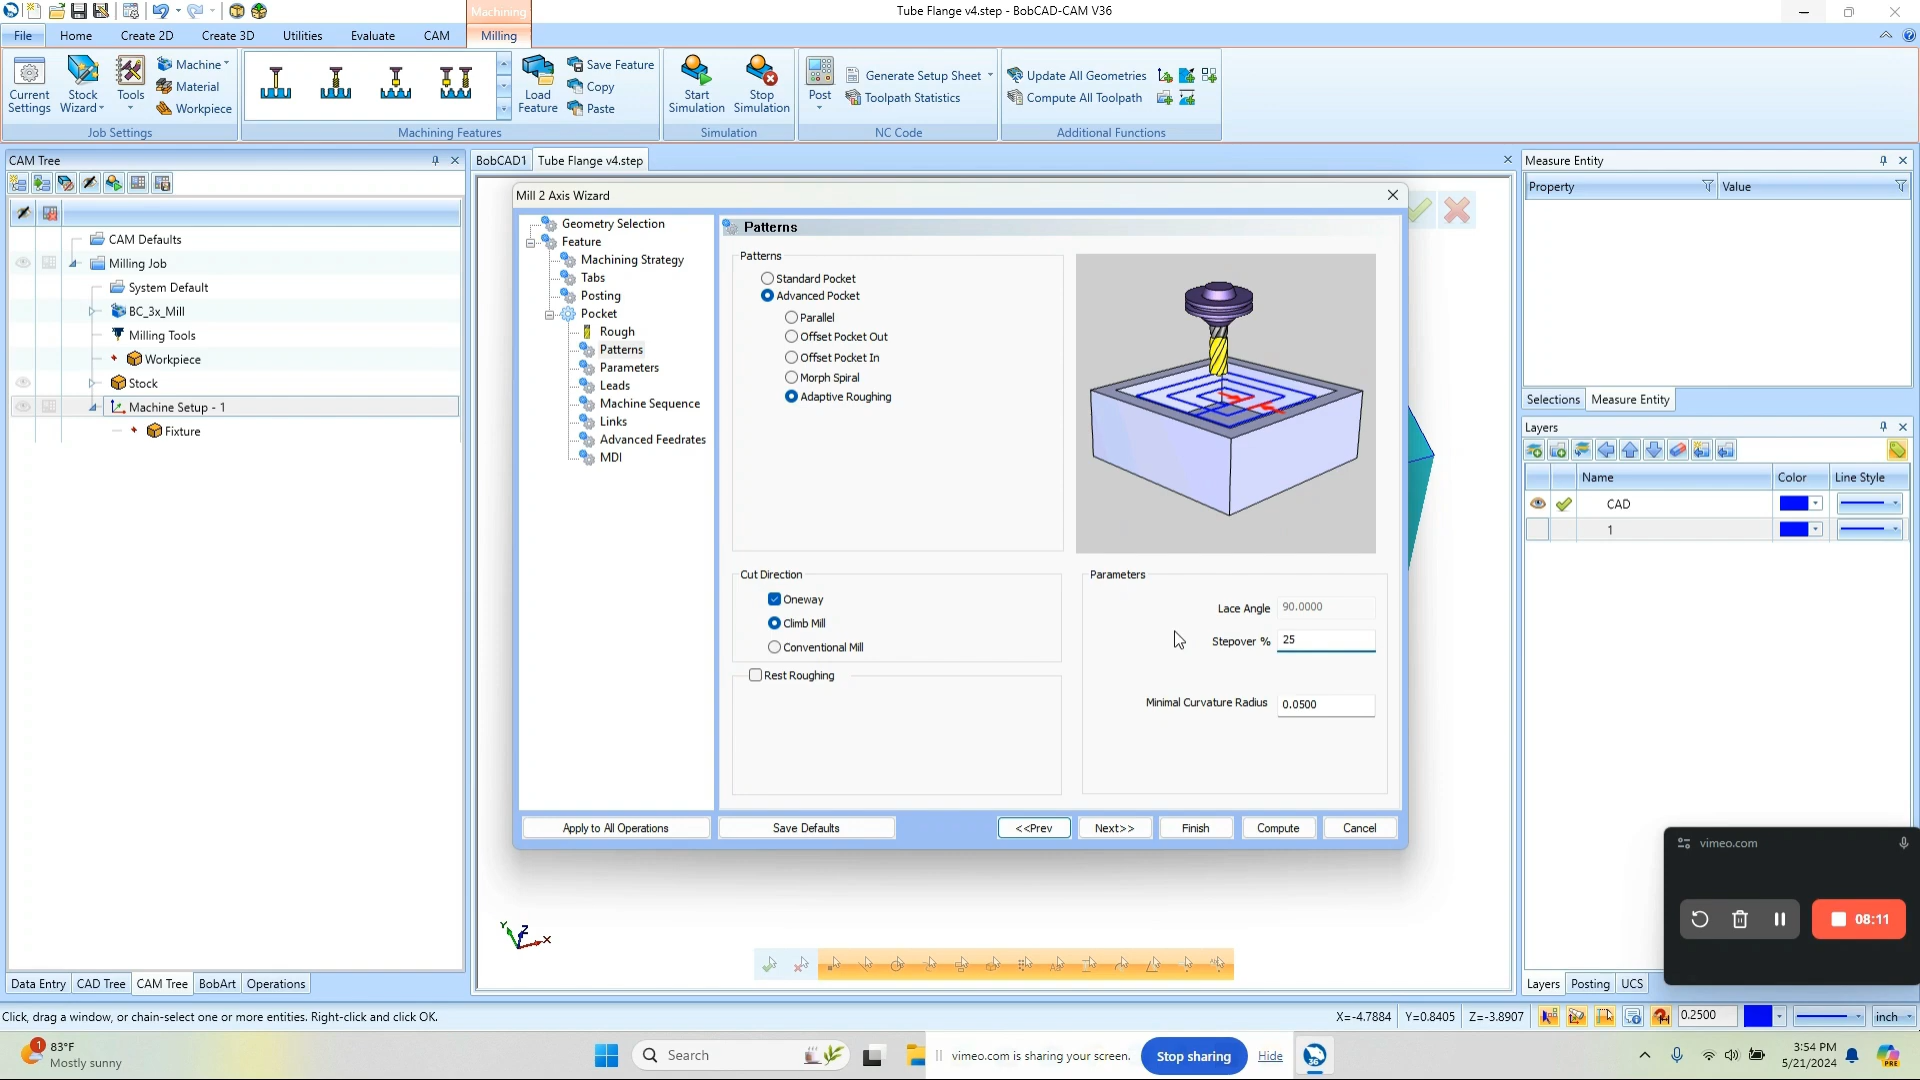 Machining
Tube Flange v4.step - BobCAD-CAM V36
File
Home
Create 2D
Create 3D
Utilities
Evaluate
CAM
Milling
Current Settings
Stock Wizard
Tools
Machine
Material
Workpiece
Job Settings
Machining Features
Load Feature
Save Feature
Copy
Paste
Start Simulation
Stop Simulation
Simulation
Post
Generate Setup Sheet
Toolpath Statistics
NC Code
Update All Geometries
Compute All Toolpath
Additional Functions
CAM Tree
BobCAD1
Tube Flange v4.step
CAM Defaults
Milling Job
System Default
BC_3x_Mill
Milling Tools
Workpiece
Stock
Machine Setup - 1
Fixture
Mill 2 Axis Wizard
Geometry Selection
Feature
Machining Strategy
Tabs
Posting
Pocket
Rough
Patterns
Parameters
Leads
Machine Sequence
Links
Advanced Feedrates
MDI
Patterns
Patterns
Standard Pocket
Advanced Pocket
Parallel
Offset Pocket Out
Offset Pocket In
Morph Spiral
Adaptive Roughing
Cut Direction
Oneway
Climb Mill
Conventional Mill
Rest Roughing
Parameters
Lace Angle 90.0000
Stepover % 25
Minimal Curvature Radius 0.0500
Apply to All Operations
Save Defaults
<<Prev
Next>>
Finish
Compute
Cancel
Measure Entity
Property
Value
Selections
Measure Entity
Layers
Name
Color
Line Style
CAD
1
vimeo.com
08:11
Y
Z
X
Data Entry
CAD Tree
CAM Tree
BobArt
Operations
Layers
Posting
UCS
Click, drag a window, or chain-select one or more entities. Right-click and click OK.
X=-4.7884
Y=0.8405
Z=-3.8907
0.2500
inch
1
83°F
Mostly sunny
Search
vimeo.com is sharing your screen.
Stop sharing
Hide
36
3:54 PM
5/21/2024
PRE